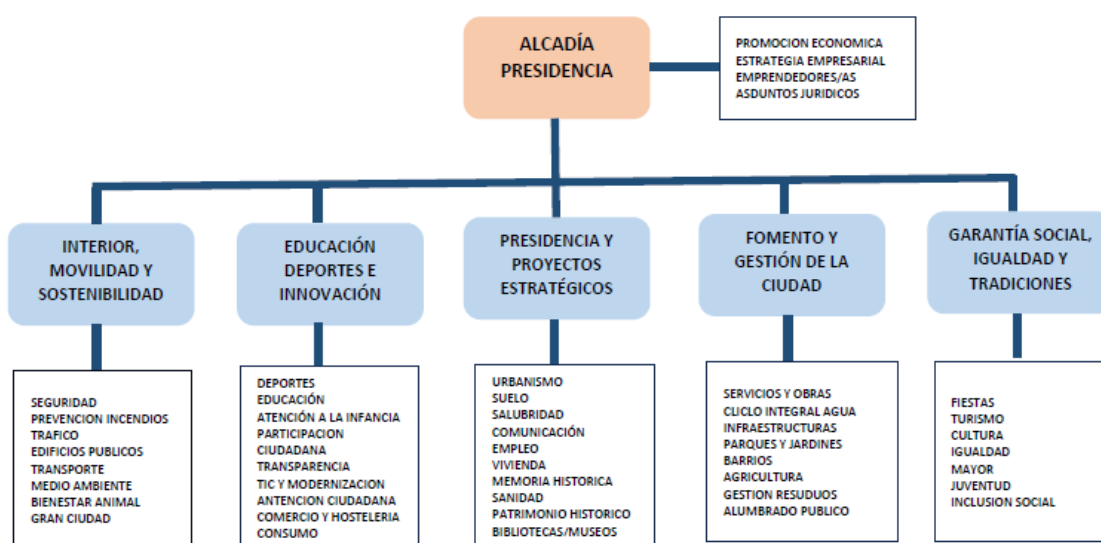 ALCADÍA
PRESIDENCIA
PROMOCION ECONOMICA
ESTRATEGIA EMPRESARIAL
EMPRENDEDORES/AS
ASDUNTOS JURIDICOS
INTERIOR,
MOVILIDAD Y
SOSTENIBILIDAD
EDUCACIÓN
DEPORTES E
INNOVACIÓN
PRESIDENCIA Y
PROYECTOS
ESTRATÉGICOS
FOMENTO Y
GESTIÓN DE LA
CIUDAD
GARANTÍA SOCIAL,
IGUALDAD Y
TRADICIONES
SEGURIDAD
PREVENCION INCENDIOS
TRAFICO
EDIFICIOS PUBLICOS
TRANSPORTE
MEDIO AMBIENTE
BIENESTAR ANIMAL
GRAN CIUDAD
DEPORTES
EDUCACIÓN
ATENCIÓN A LA INFANCIA
PARTICIPACION
CIUDADANA
TRANSPARENCIA
TIC Y MODERNIZACION
ANTENCION CIUDADANA
COMERCIO Y HOSTELERIA
CONSUMO
URBANISMO
SUELO
SALUBRIDAD
COMUNICACIÓN
EMPLEO
VIVIENDA
MEMORIA HISTORICA
SANIDAD
PATRIMONIO HISTORICO
BIBLIOTECAS/MUSEOS
SERVICIOS Y OBRAS
CLICLO INTEGRAL AGUA
INFRAESTRUCTURAS
PARQUES Y JARDINES
BARRIOS
AGRICULTURA
GESTION RESUDUOS
ALUMBRADO PUBLICO
FIESTAS
TURISMO
CULTURA
IGUALDAD
MAYOR
JUVENTUD
INCLUSION SOCIAL